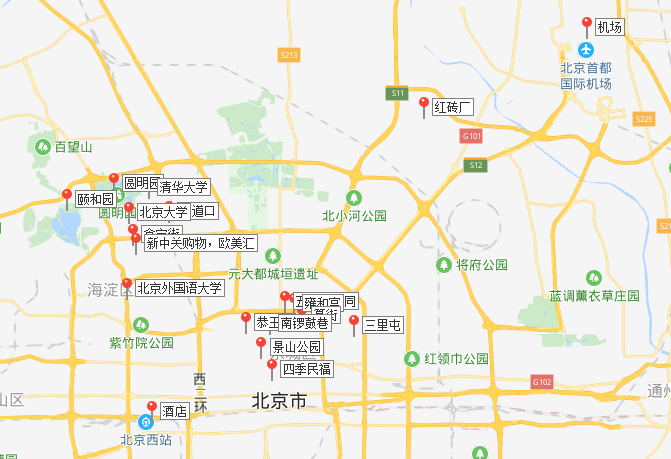 机场
北京首都
国际机场
S213
S11
红砖厂
S225
G101
百望山
S12
圆明园
清华大学
颐和园
圆明园
北京大学
道口
北小河公园
S21
新中关购物，欧美汇
元大都城垣遗址
将府公园
海淀区
北京外国语大学
蓝调薰衣草庄园
雍和宫
同
恭王
南锣鼓巷
三里屯
紫竹院公园
景山公园
红领巾公园
四季民福
西
二
环
G102
通州
山区
北京市
酒店
北京西站